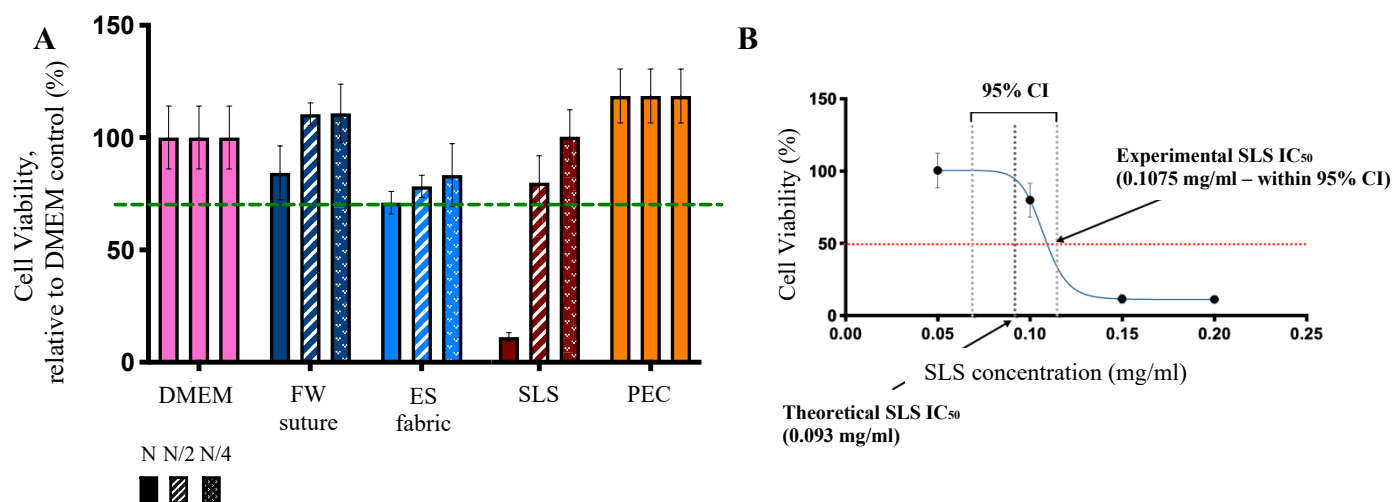 A
Cell Viability,
relative to DMEM control (%)
150
100
50
0
DMEM
FW
suture
ES
fabric
SLS
PEC
N N/2 N/4
B
95% CI
Cell Viability (%)
150
100
50
0
0.00 0.05 0.10 0.15 0.20 0.25
SLS concentration (mg/ml)
Experimental SLS IC₅₀
(0.1075 mg/ml – within 95% CI)
Theoretical SLS IC₅₀
(0.093 mg/ml)